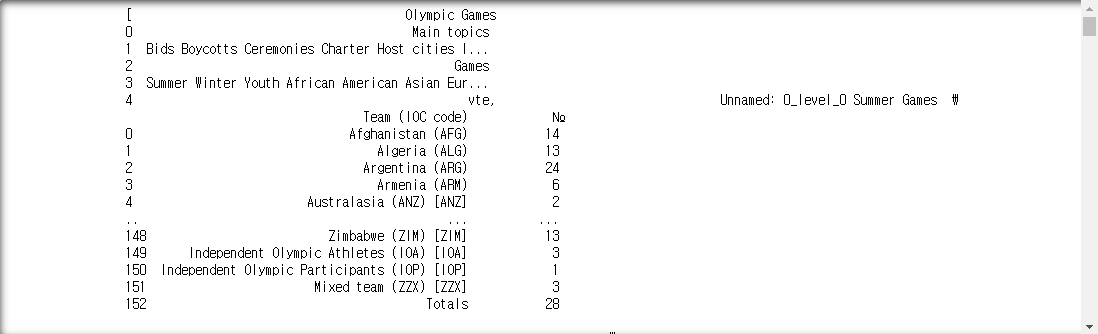 [ Olympic Games
0 Main topics
1 Bids Boycotts Ceremonies Charter Host cities I...
2 Games
3 Summer Winter Youth African American Asian Eur...
4 vte, Unnamed: 0_level_0 Summer Games ₩
Team (IOC code) №
0 Afghanistan (AFG) 14
1 Algeria (ALG) 13
2 Argentina (ARG) 24
3 Armenia (ARM) 6
4 Australasia (ANZ) [ANZ] 2
.. ... ...
148 Zimbabwe (ZIM) [ZIM] 13
149 Independent Olympic Athletes (IOA) [IOA] 3
150 Independent Olympic Participants (IOP) [IOP] 1
151 Mixed team (ZZX) [ZZX] 3
152 Totals 28